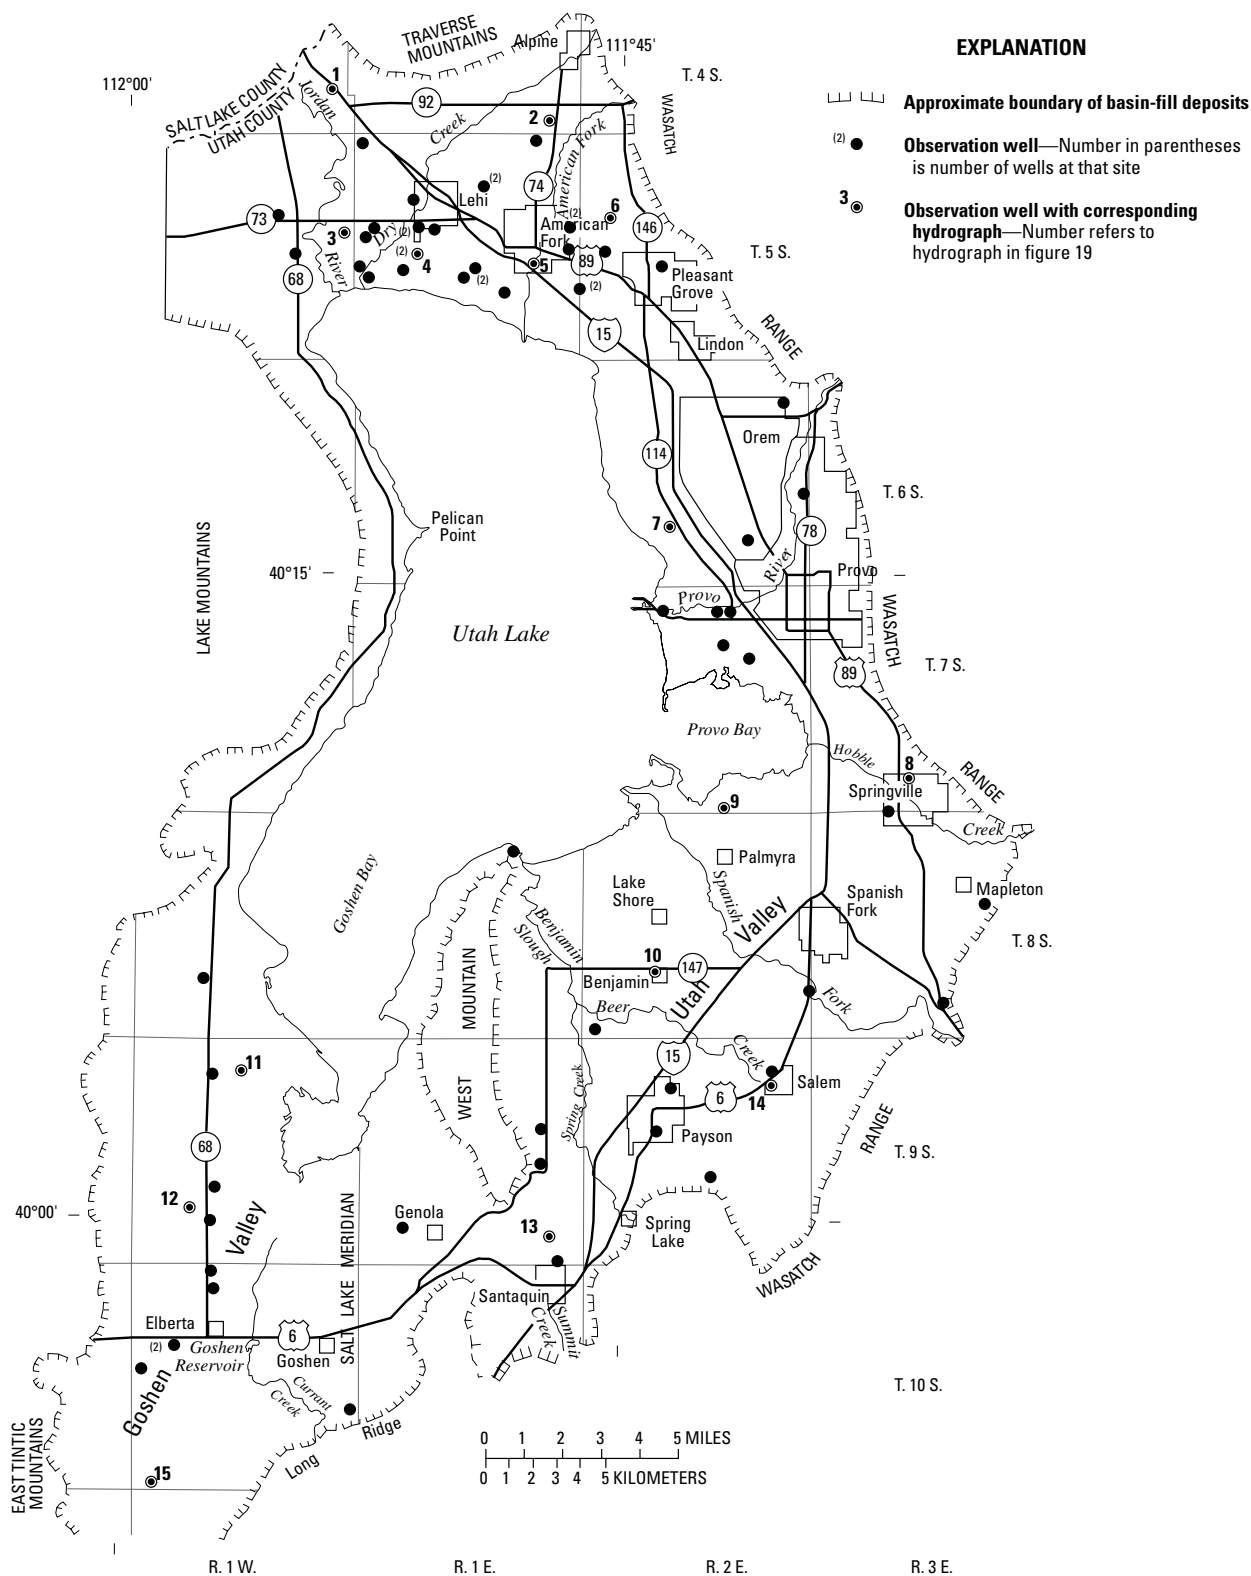 TRAVERSE
MOUNTAINS
Alpine
111°45'
EXPLANATION
112°00'
1
T. 4 S.
SALT LAKE COUNTY
UTAH COUNTY
Jordan
92
Creek
2
American Fork
WASATCH
Approximate boundary of basin-fill deposits
(2)
Observation well—Number in parentheses
is number of wells at that site
3
Observation well with corresponding
hydrograph—Number refers to
hydrograph in figure 19
(2)
74
Lehi
73
3
Dry
(2)
American
Fork
(2)
6
146
River
4
5
89
T. 5 S.
68
(2)
(2)
Pleasant
Grove
15
Lindon
RANGE
Orem
114
T. 6 S.
Pelican
Point
7
78
LAKE MOUNTAINS
40°15'
River
Provo
Provo
Utah Lake
WASATCH
T. 7 S.
89
Provo Bay
Hobble
8
RANGE
Springville
9
Creek
Palmyra
Goshen Bay
Lake
Shore
Spanish
Spanish
Fork
Mapleton
Benjamin
Slough
Valley
T. 8 S.
10
147
Benjamin
MOUNTAIN
Utah
Beer
Fork
Creek
15
11
WEST
Spring Creek
Salem
6
14
Payson
RANGE
T. 9 S.
68
12
40°00'
Valley
Genola
13
Spring
Lake
SALT LAKE MERIDIAN
WASATCH
Santaquin
Elberta
6
Creek
Summit
(2)
Goshen
Reservoir
Goshen
T. 10 S.
Goshen
Currant
Creek
Ridge
Long
EAST TINTIC
MOUNTAINS
15
0 1 2 3 4 5 MILES
0 1 2 3 4 5 KILOMETERS
R. 1 W.
R. 1 E.
R. 2 E.
R. 3 E.